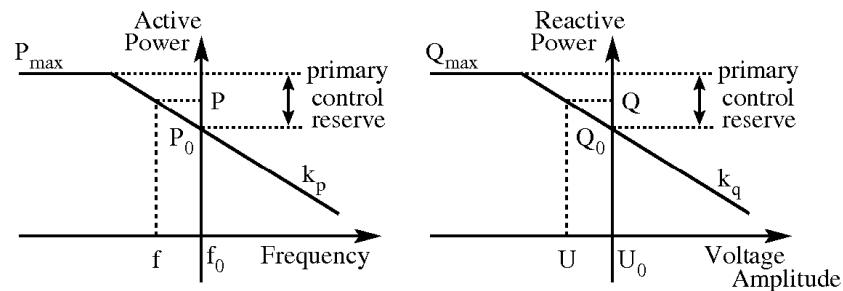 Active
Power
P_max
primary
control
reserve
P
P_0
k_p
f
f_0
Frequency
Reactive
Power
Q_max
primary
control
reserve
Q
Q_0
k_q
U
U_0
Voltage
Amplitude